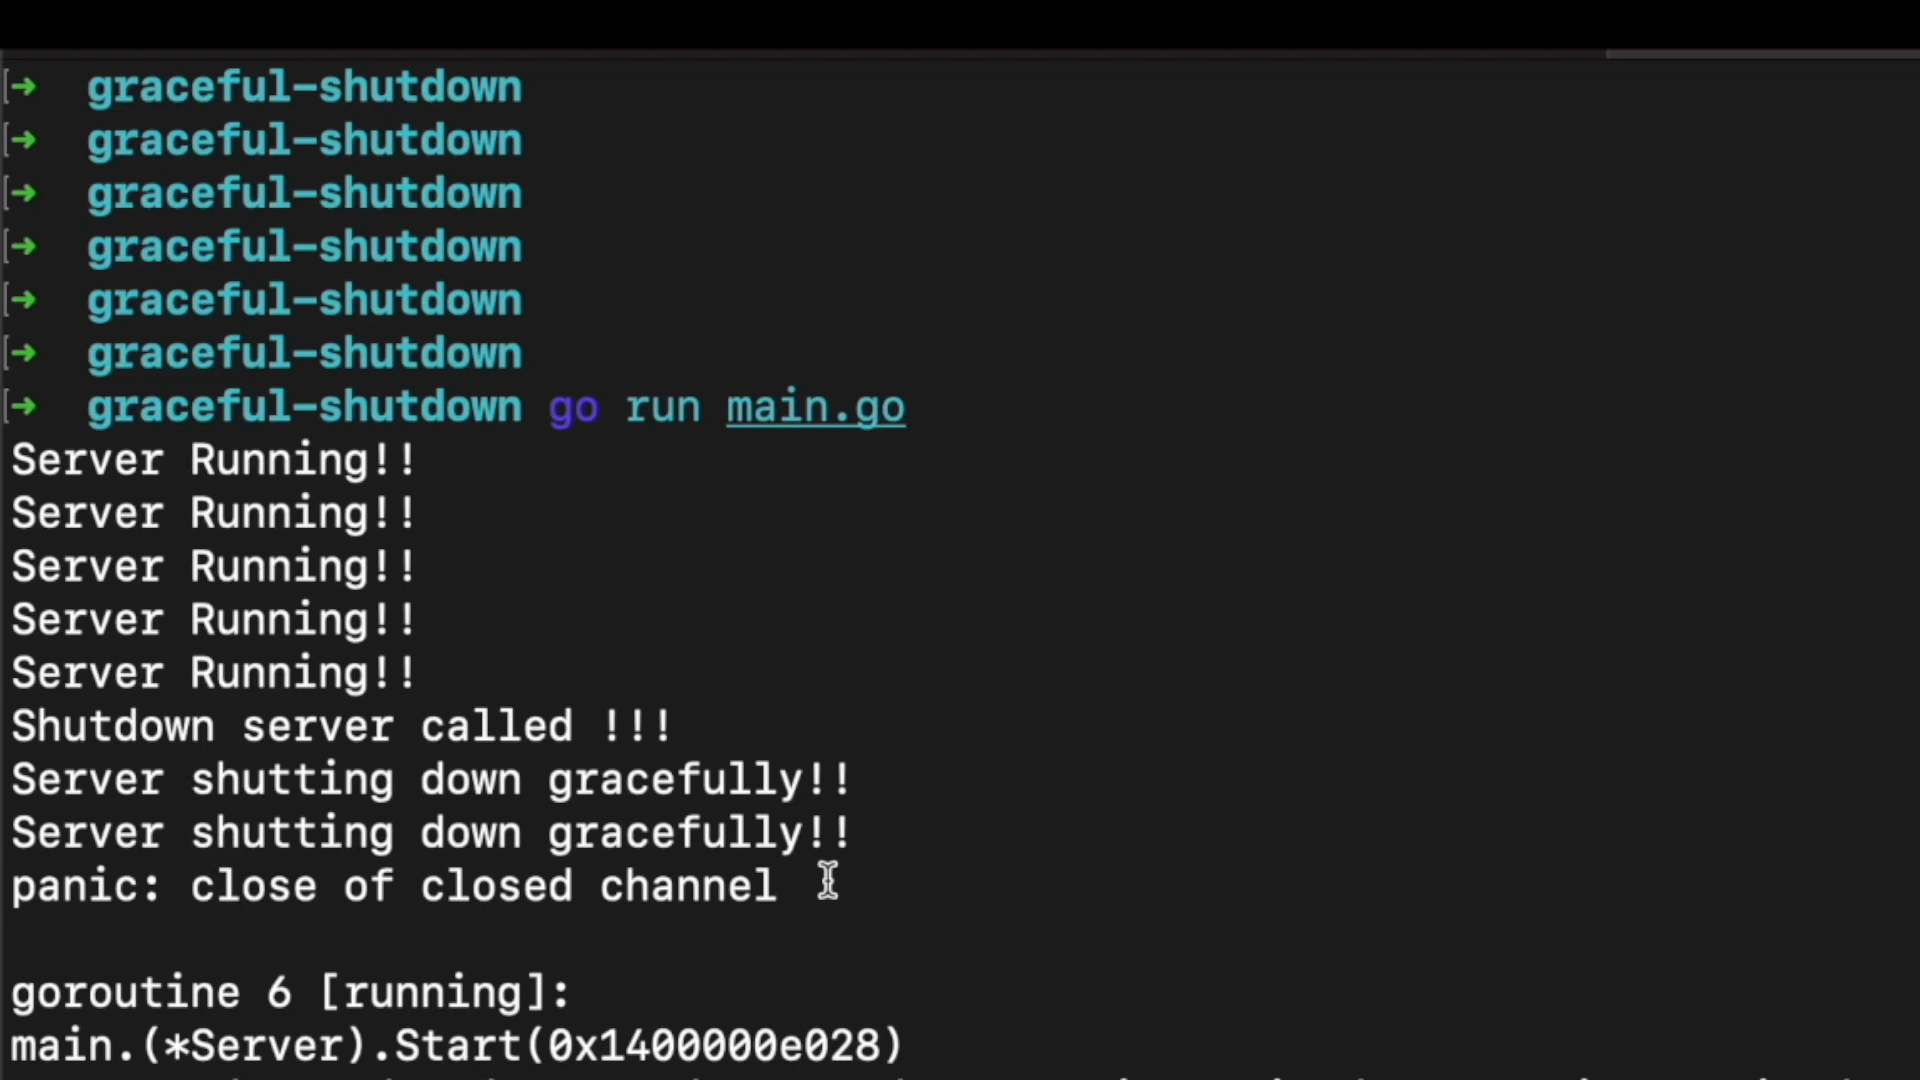 [→ graceful-shutdown
[→ graceful-shutdown
[→ graceful-shutdown
[→ graceful-shutdown
[→ graceful-shutdown
[→ graceful-shutdown
[→ graceful-shutdown go run main.go
Server Running!!
Server Running!!
Server Running!!
Server Running!!
Server Running!!
Shutdown server called !!!
Server shutting down gracefully!!
Server shutting down gracefully!!
panic: close of closed channel

goroutine 6 [running]:
main.(*Server).Start(0x1400000e028)